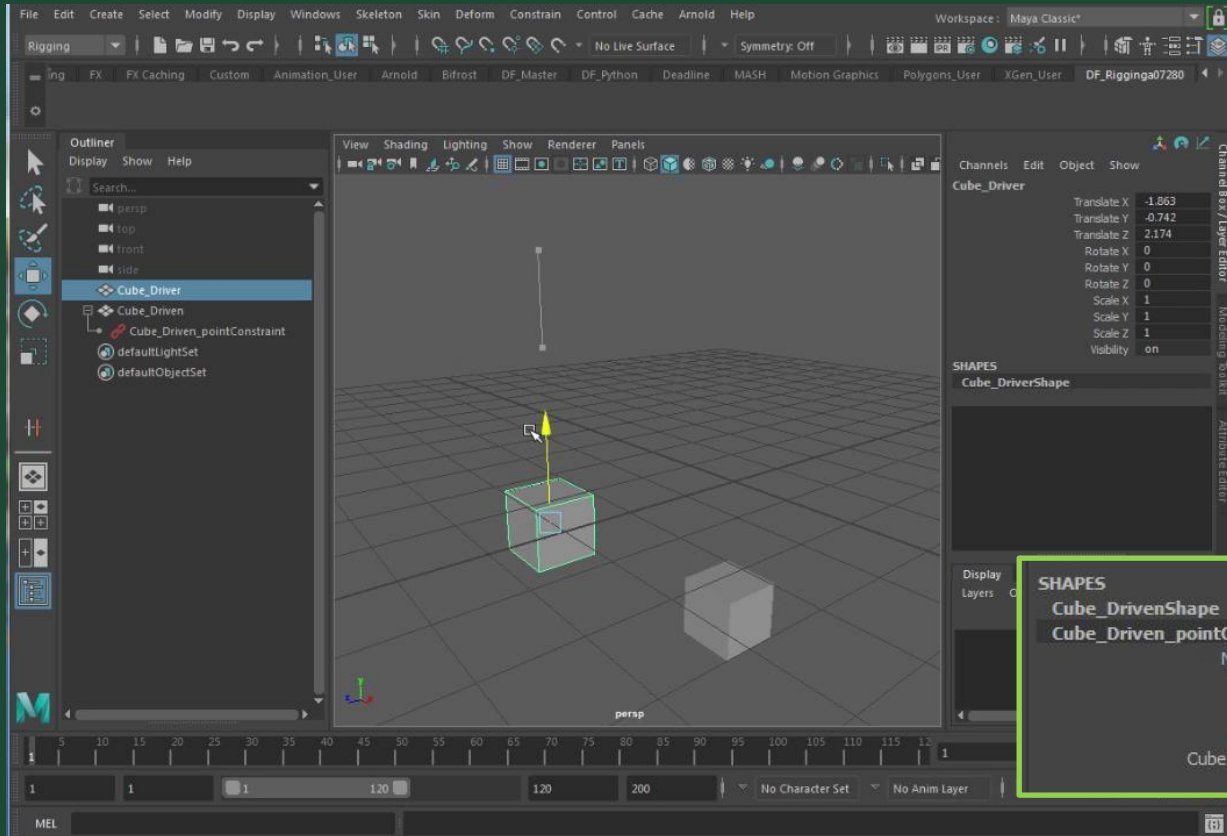 File Edit Create Select Modify Display Windows Skeleton Skin Deform Constrain Control Cache Arnold Help
Workspace : Maya Classic*
Rigging
No Live Surface
Symmetry: Off
ing FX FX Caching Custom Animation_User Arnold Bifrost DF_Master DF_Python Deadline MASH Motion Graphics Polygons_User XGen_User DF_Rigginga07280
Outliner
Display Show Help
Search...
persp
top
front
side
Cube_Driver
Cube_Driven
Cube_Driven_pointConstraint
defaultLightSet
defaultObjectSet
View Shading Lighting Show Renderer Panels
persp
Channels Edit Object Show
Cube_Driver
Translate X -1.863
Translate Y -0.742
Translate Z 2.174
Rotate X 0
Rotate Y 0
Rotate Z 0
Scale X 1
Scale Y 1
Scale Z 1
Visibility on
SHAPES
Cube_DriverShape
Channel Box / Layer Editor
Modeling Toolkit
Attribute Editor
Display
Layers
SHAPES
Cube_DrivenShape
Cube_Driven_point
Cube
1 5 10 15 20 25 30 35 40 45 50 55 60 65 70 75 80 85 90 95 100 105 110 115 12 1
1 1 1 120 120 200 No Character Set No Anim Layer
MEL